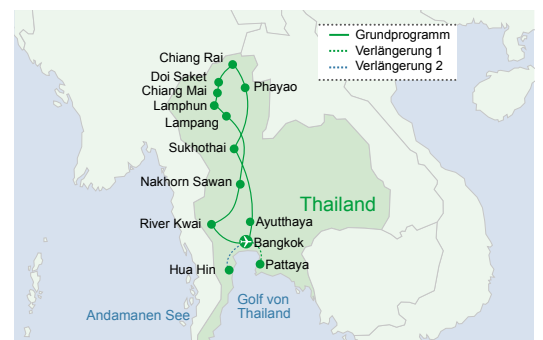 Grundprogramm
Verlängerung 1
Verlängerung 2
Chiang Rai
Doi Saket
Chiang Mai
Phayao
Lamphun
Lampang
Sukhothai
Nakhorn Sawan
Thailand
River Kwai
Ayutthaya
Bangkok
Hua Hin
Pattaya
Andamanen See
Golf von
Thailand